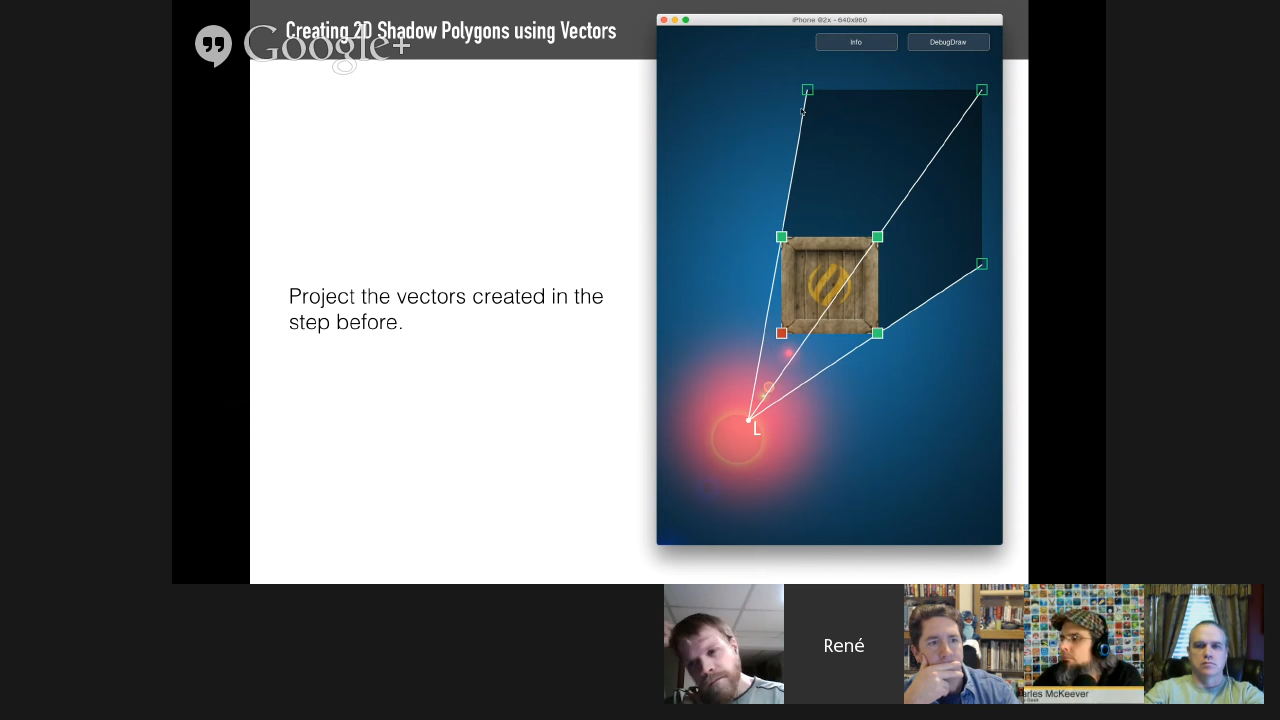 Creating 2D Shadow Polygons using Vectors
Google+
iPhone @2x - 640x960
Info
DebugDraw
Project the vectors created in the
step before.
L
René
arles McKeever